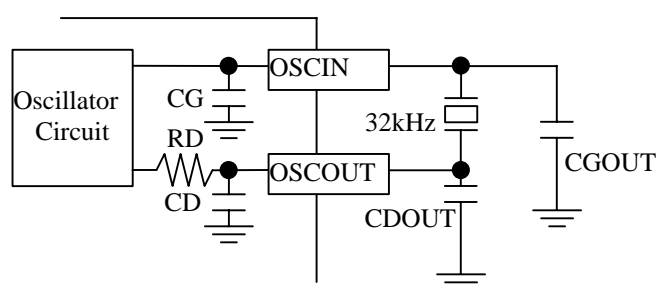 OSCIN
Oscillator
Circuit
CG
32kHz
RD
CGOUT
OSCOUT
CD
CDOUT